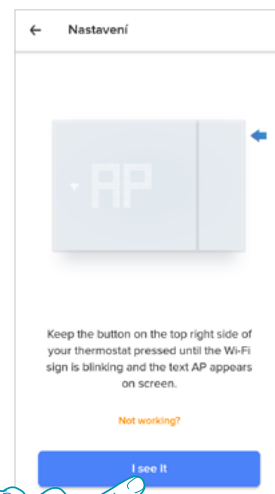 Nastavení
AP
Keep the button on the top right side of
your thermostat pressed until the Wi-Fi
sign is blinking and the text AP appears
on screen.
Not working?
I see It